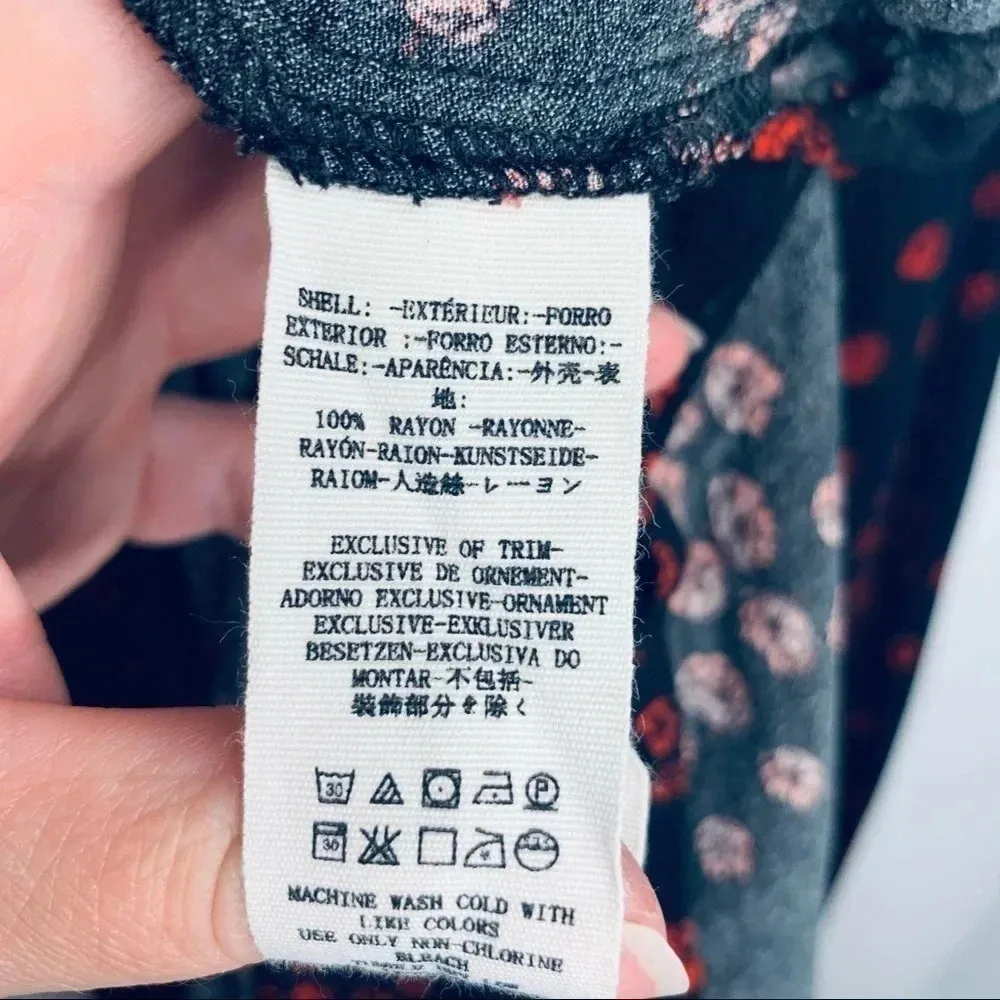 SHELL: -EXTÉRIEUR:-FORRO
EXTERIOR :-FORRO ESTERNO:-
SCHALE:-APARÊNCIA:-外壳-表
地:
100% RAYON -RAYONNE-
RAYÓN-RAION-KUNSTSEIDE-
RAIOM-人造絲-レーヨン
EXCLUSIVE OF TRIM-
EXCLUSIVE DE ORNEMENT-
ADORNO EXCLUSIVE-ORNAMENT
EXCLUSIVE-EXKLUSIVER
BESETZEN-EXCLUSIVA DO
MONTAR-不包括-
装飾部分を除く
30 P
30
MACHINE WASH COLD WITH
LIKE COLORS
USE ONLY NON-CHLORINE
BLEACH